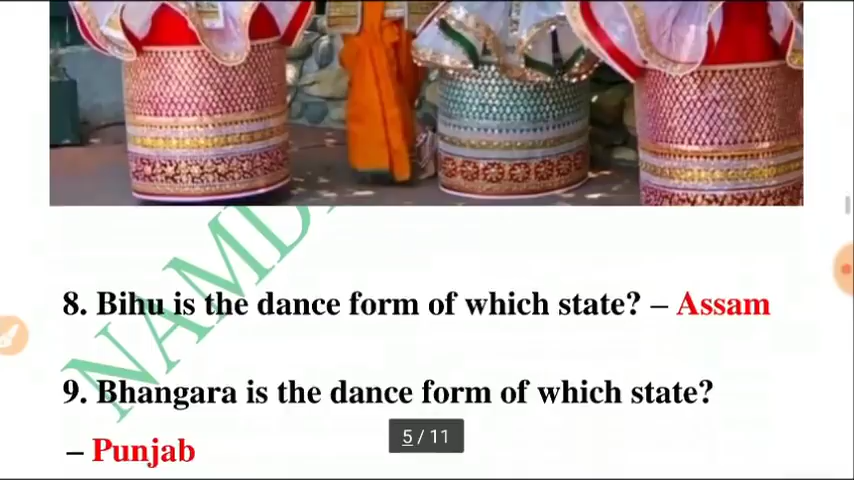 8. Bihu is the dance form of which state? – Assam
9. Bhangara is the dance form of which state?
– Punjab
5 / 11